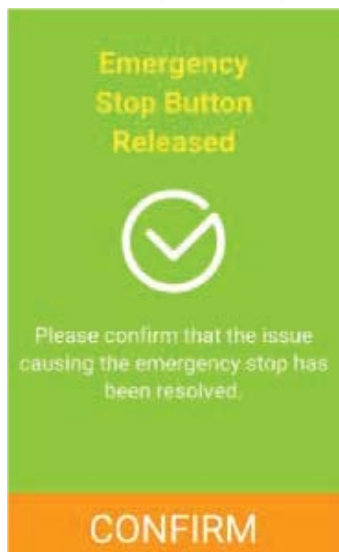 Emergency
Stop Button
Released
Please confirm that the issue
causing the emergency stop has
been resolved.
CONFIRM